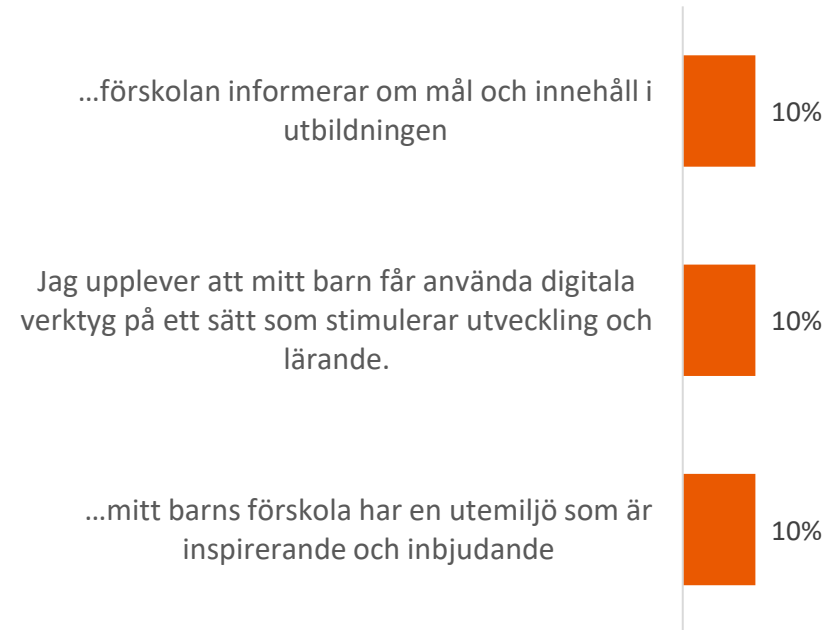 ...förskolan informerar om mål och innehåll i
utbildningen
10%
Jag upplever att mitt barn får använda digitala
verktyg på ett sätt som stimulerar utveckling och
lärande.
10%
...mitt barns förskola har en utemiljö som är
inspirerande och inbjudande
10%